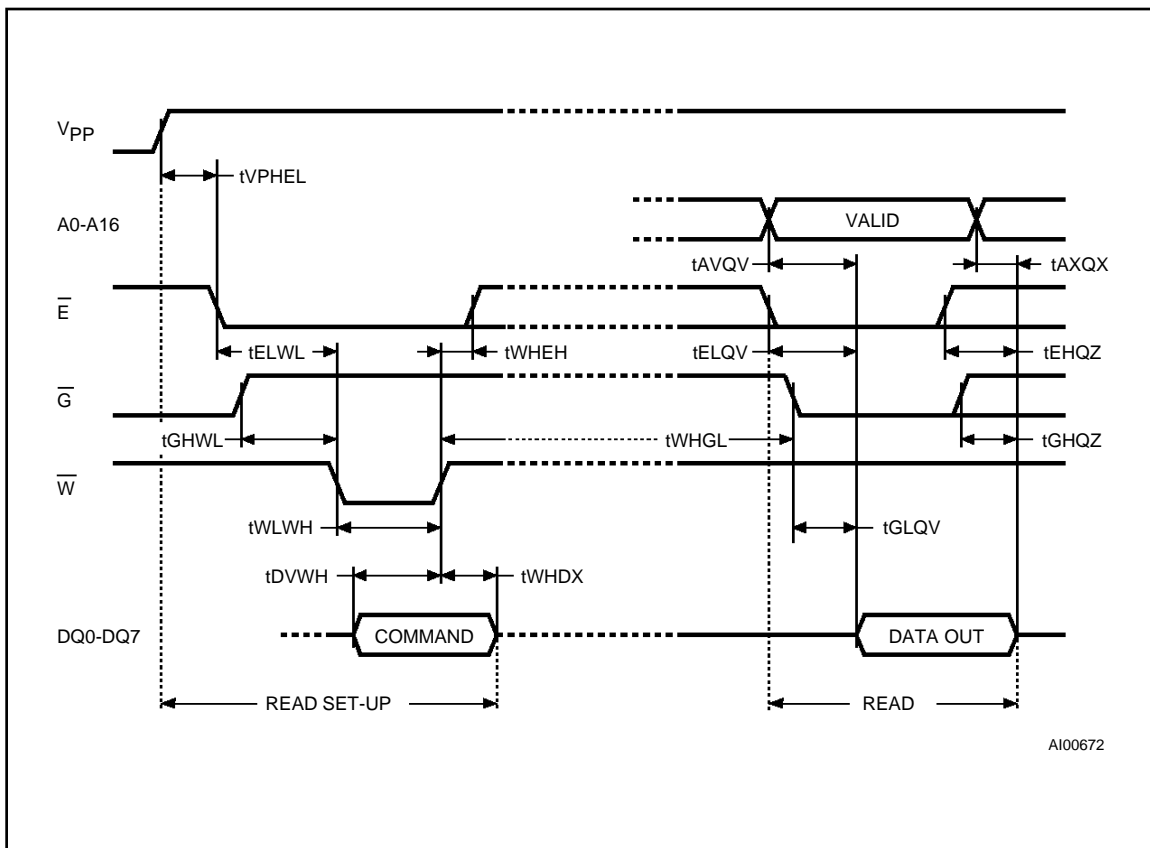 VPP
tVPHEL
A0-A16
VALID
tAVQV
tAXQX
E
tELWL
tWHEH
tELQV
tEHQZ
G
tGHWL
tWHGL
tGHQZ
W
tWLWH
tGLQV
tDVWH
tWHDX
DQ0-DQ7
COMMAND
DATA OUT
READ SET-UP
READ
AI00672